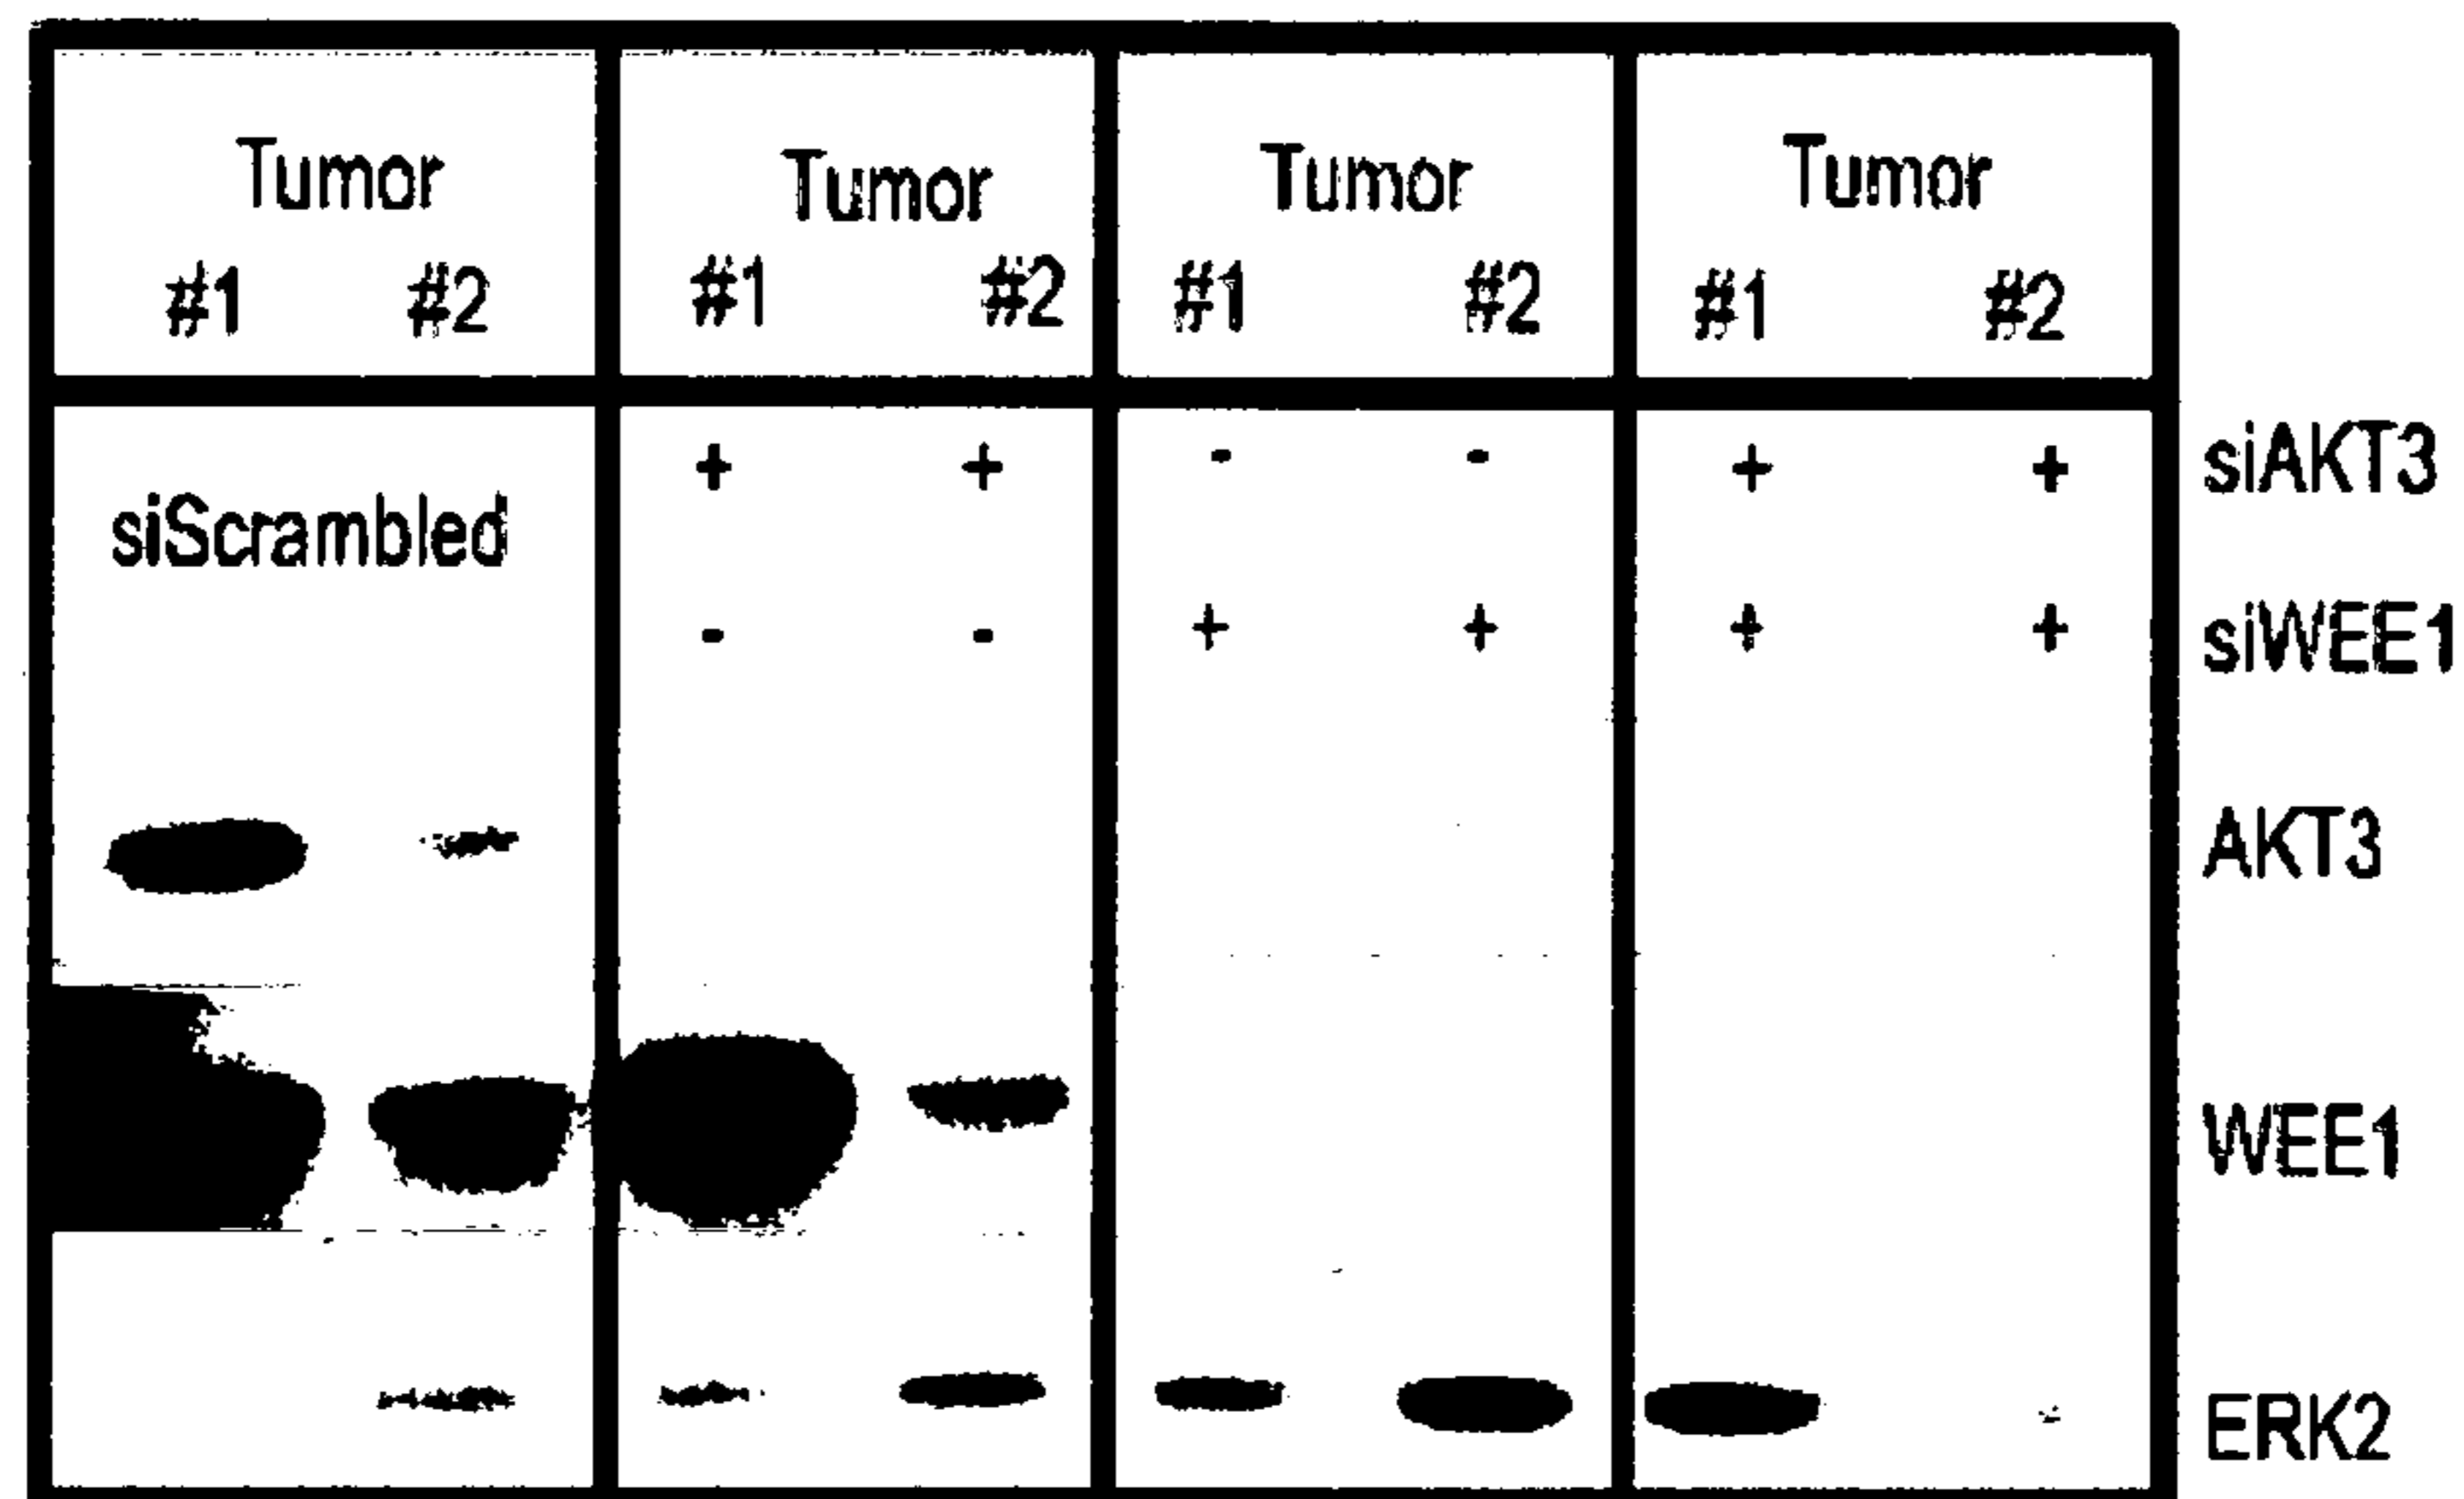 Tumor Tumor Tumor Tumor
#1 #2 #1 #2 #1 #2 #1 #2
+ + - - + + siAKT3
siScrambled
- - + + + + siWEE1
AKT3
WEE1
ERK2